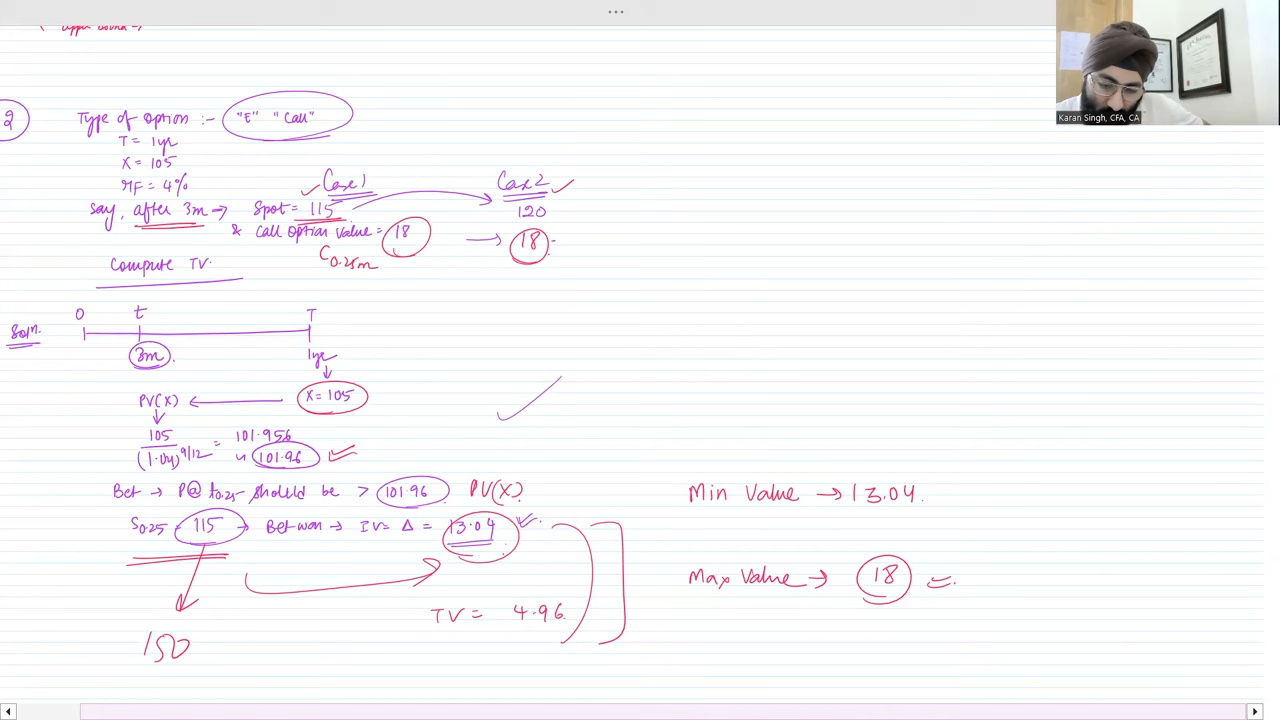 upper bound →
Karan Singh, CFA, CA
2
Type of option :- "E" "Call"
T = 1yr
X = 105
rF = 4%
Case 1
Case 2
say, after 3m → Spot = 115
120
& Call option value = 18 → 18
C0.25m
Compute TV.
0 t T
Soln.
3m
1yr
PV(X) ← X = 105
105 = 101.956
(1.04)^9/12 ~ 101.96
Bet → P@ t0.25 should be > 101.96 PV(X)
S0.25 = 115 → Bet won → IV = Δ = 13.04
TV = 4.96
150
Min Value → 13.04
Max Value → 18